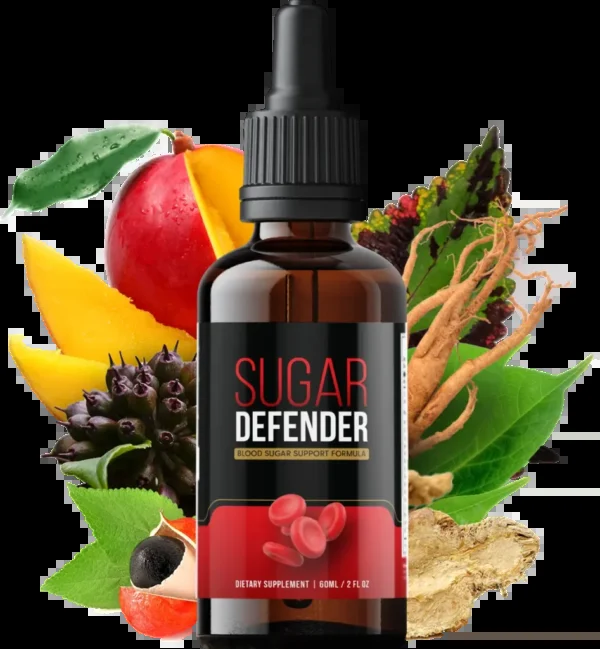 SUGAR
DEFENDER
BLOOD SUGAR SUPPORT FORMULA
DIETARY SUPPLEMENT | 60ML / 2 FL OZ